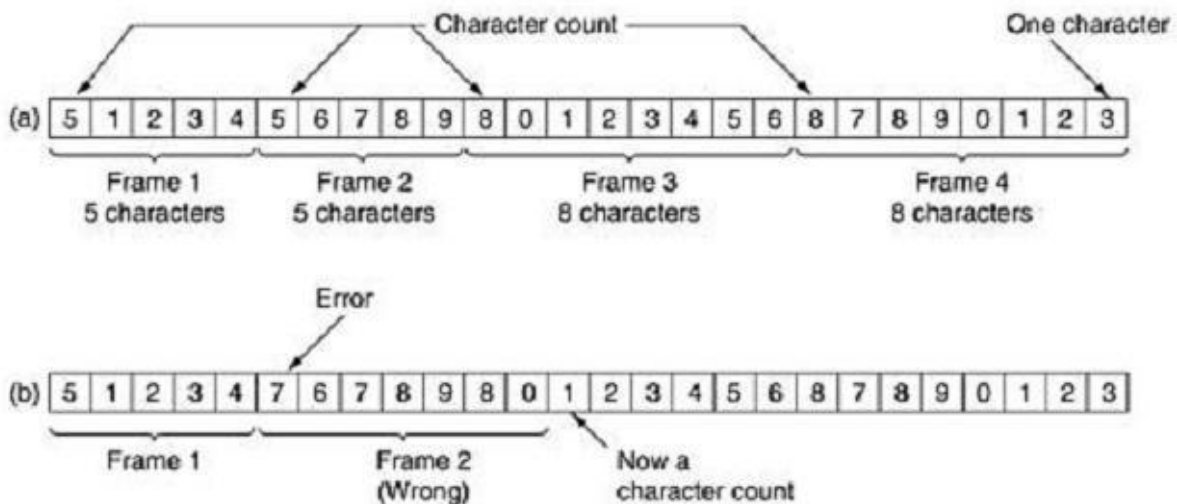 Character count
One character
(a) 5 1 2 3 4 5 6 7 8 9 8 0 1 2 3 4 5 6 8 7 8 9 0 1 2 3
Frame 1
5 characters
Frame 2
5 characters
Frame 3
8 characters
Frame 4
8 characters
Error
(b) 5 1 2 3 4 7 6 7 8 9 8 0 1 2 3 4 5 6 8 7 8 9 0 1 2 3
Frame 1
Frame 2
(Wrong)
Now a
character count